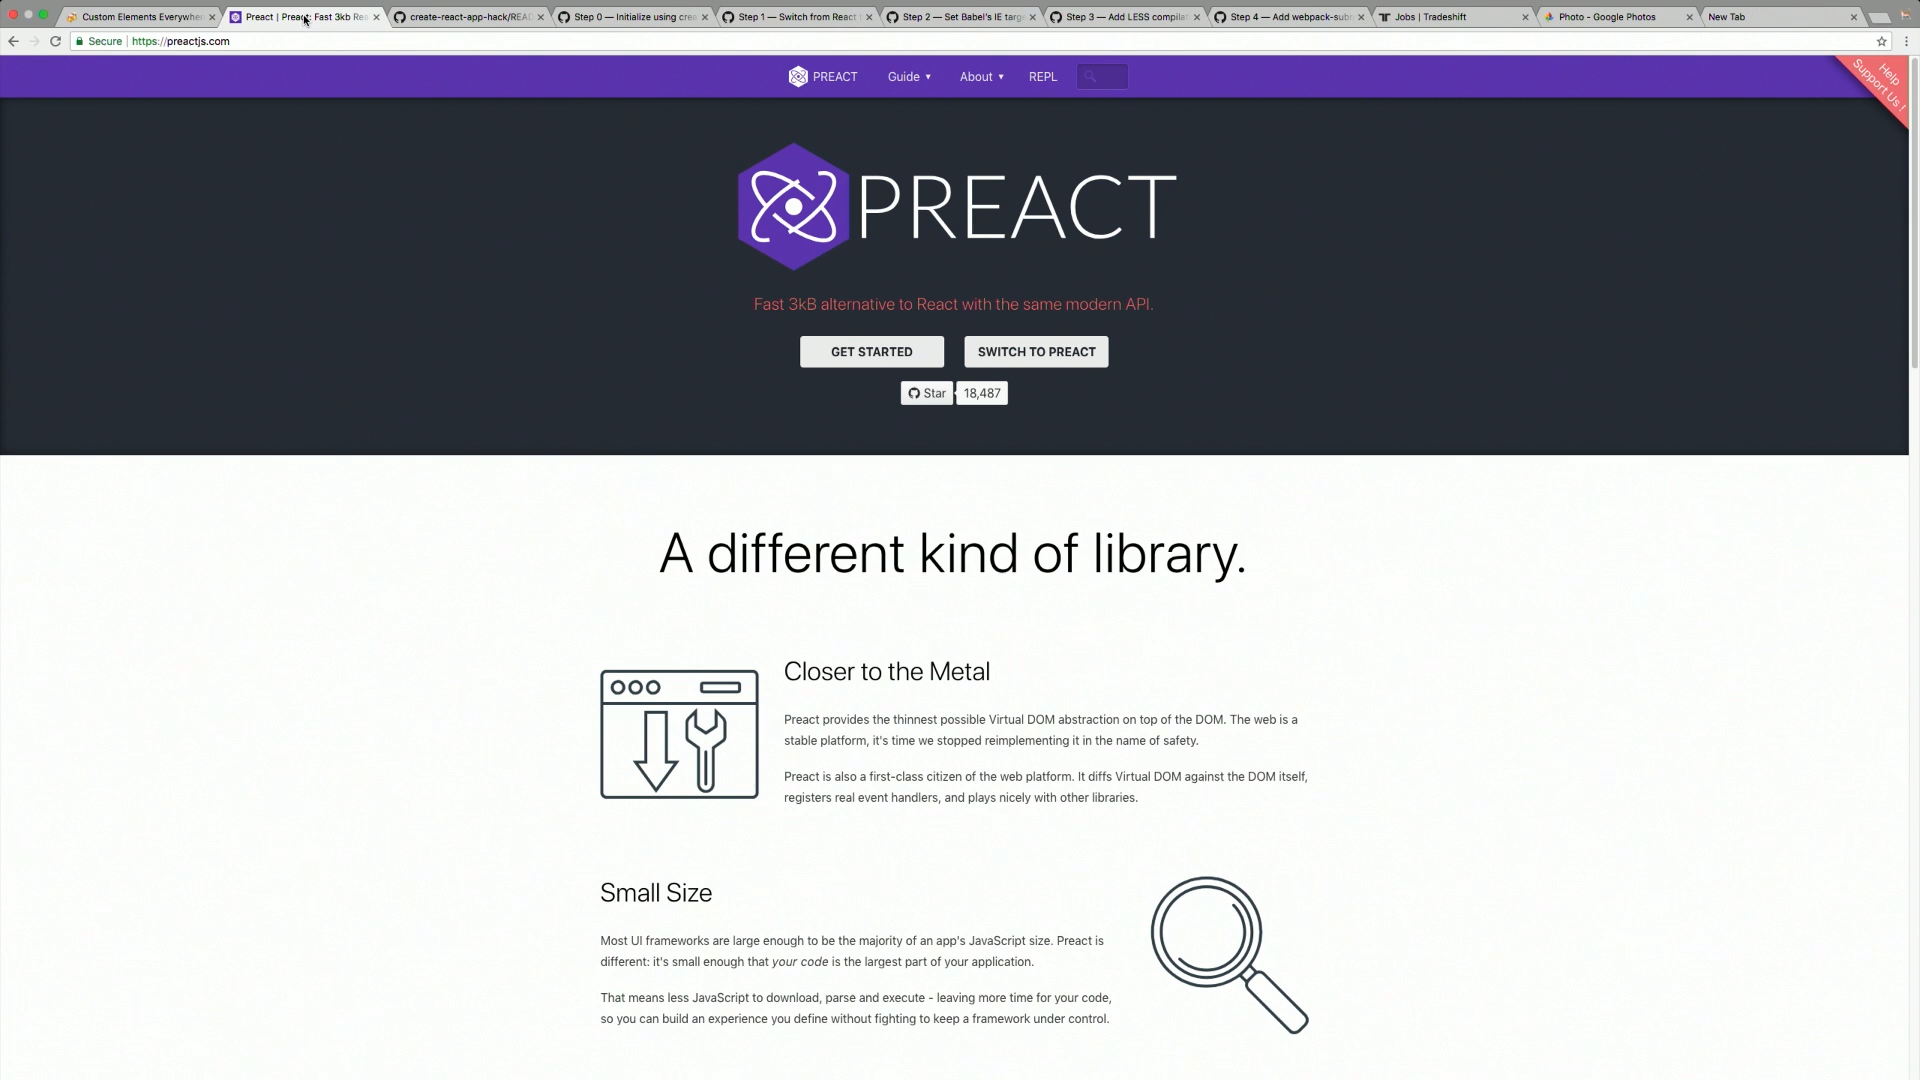 Custom Elements Everywher
Preact | Preact: Fast 3kb Rea
create-react-app-hack/READ
Step 0 — Initialize using crea
Step 1 — Switch from React
Step 2 — Set Babel's IE targe
Step 3 — Add LESS compilat
Step 4 — Add webpack-subr
Jobs | Tradeshift
Photo - Google Photos
New Tab
Secure
https://preactjs.com
PREACT
Guide ▾
About ▾
REPL
Help
Support Us !
PREACT
Fast 3kB alternative to React with the same modern API.
GET STARTED
SWITCH TO PREACT
Star
18,487
A different kind of library.
Closer to the Metal
Preact provides the thinnest possible Virtual DOM abstraction on top of the DOM. The web is a
stable platform, it's time we stopped reimplementing it in the name of safety.
Preact is also a first-class citizen of the web platform. It diffs Virtual DOM against the DOM itself,
registers real event handlers, and plays nicely with other libraries.
Small Size
Most UI frameworks are large enough to be the majority of an app's JavaScript size. Preact is
different: it's small enough that your code is the largest part of your application.
That means less JavaScript to download, parse and execute - leaving more time for your code,
so you can build an experience you define without fighting to keep a framework under control.